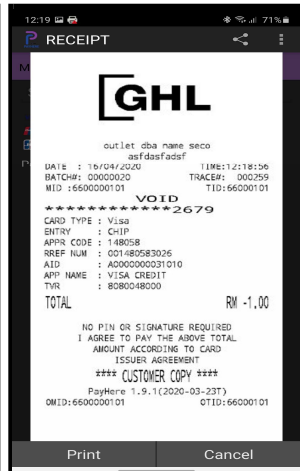 12:19 71%
RECEIPT
M
GHL
outlet dba name seco
asfdasfadsf
DATE : 16/04/2020 TIME:12:18:56
BATCH#: 00000020 TRACE#: 000259
MID :6600000101 TID:66000101
VOID
************2679
CARD TYPE : Visa
ENTRY : CHIP
APPR CODE : 148058
RREF NUM : 001480583026
AID : A0000000031010
APP NAME : VISA CREDIT
TVR : 8080048000
TOTAL RM -1.00
NO PIN OR SIGNATURE REQUIRED
I AGREE TO PAY THE ABOVE TOTAL
AMOUNT ACCORDING TO CARD
ISSUER AGREEMENT
**** CUSTOMER COPY ****
PayHere 1.9.1(2020-03-23T)
OMID:6600000101 OTID:66000101
Print Cancel